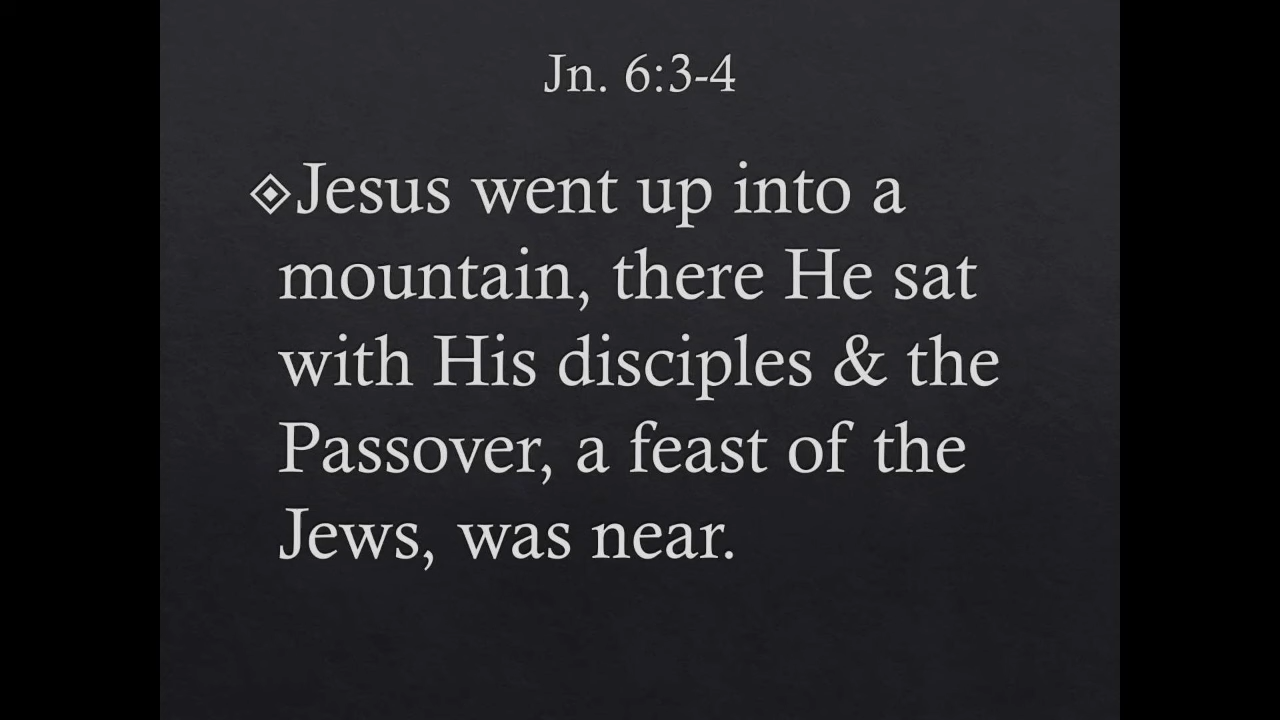 Jn. 6:3-4
Jesus went up into a
mountain, there He sat
with His disciples & the
Passover, a feast of the
Jews, was near.